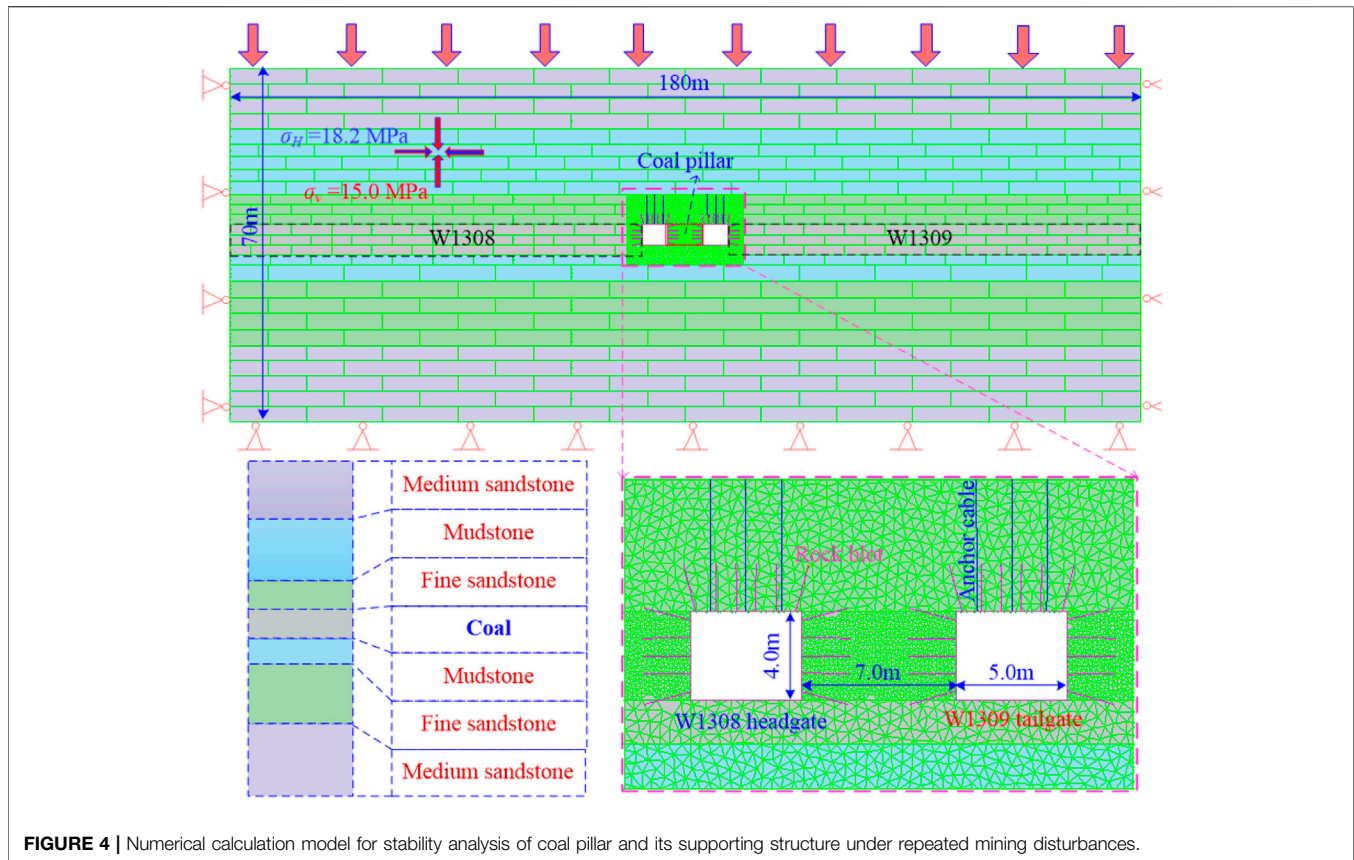 180m
σH =18.2 MPa
Coal pillar
σv =15.0 MPa
70m
W1308
W1309
Medium sandstone
Mudstone
Fine sandstone
Coal
Mudstone
Fine sandstone
Medium sandstone
Anchor cable
Rock blot
4.0m
7.0m
5.0m
W1308 headgate
W1309 tailgate
FIGURE 4 | Numerical calculation model for stability analysis of coal pillar and its supporting structure under repeated mining disturbances.